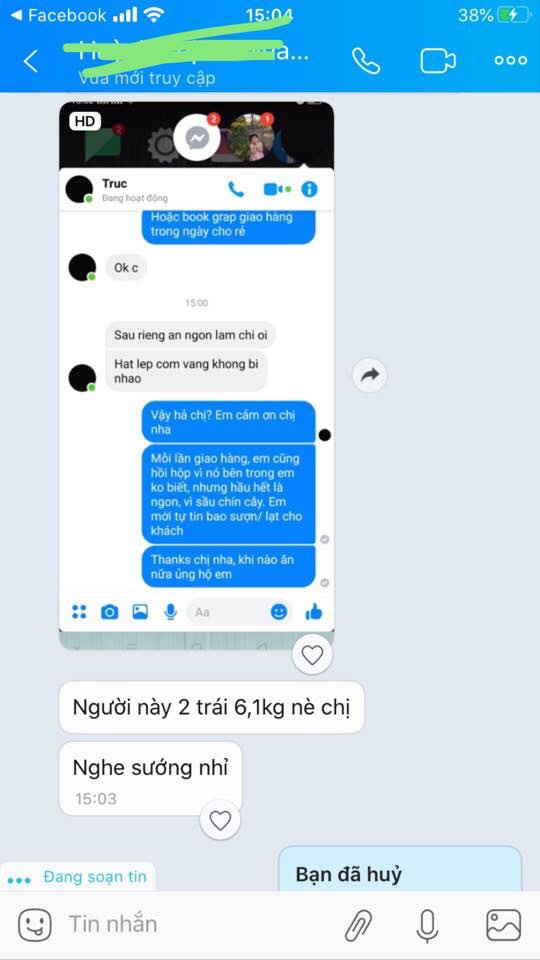 Facebook 15:04 38%
Vừa mới truy cập
HD
2
2
1
Truc
Đang hoạt động
Hoặc book grap giao hàng
trong ngày cho rẻ
Ok c
15:00
Sau rieng an ngon lam chi oi
Hat lep com vang khong bi
nhao
Vậy hả chị? Em cảm ơn chị
nha
Mỗi lần giao hàng, em cũng
hồi hộp vì nó bên trong em
ko biết, nhưng hầu hết là
ngon, vì sầu chín cây. Em
mới tự tin bao sượn/ lạt cho
khách
Thanks chị nha, khi nào ăn
nữa ủng hộ em
Aa
Người này 2 trái 6,1kg nè chị
Nghe sướng nhỉ
15:03
Bạn đã huỷ
Đang soạn tin
Tin nhắn